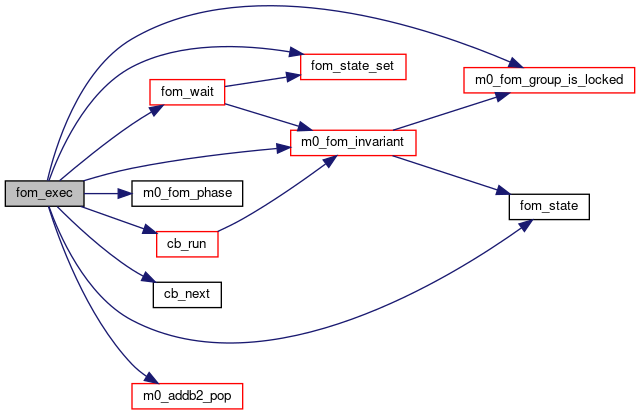 fom_state_set
m0_fom_group_is_locked
fom_wait
m0_fom_invariant
fom_exec
m0_fom_phase
fom_state
cb_run
cb_next
m0_addb2_pop